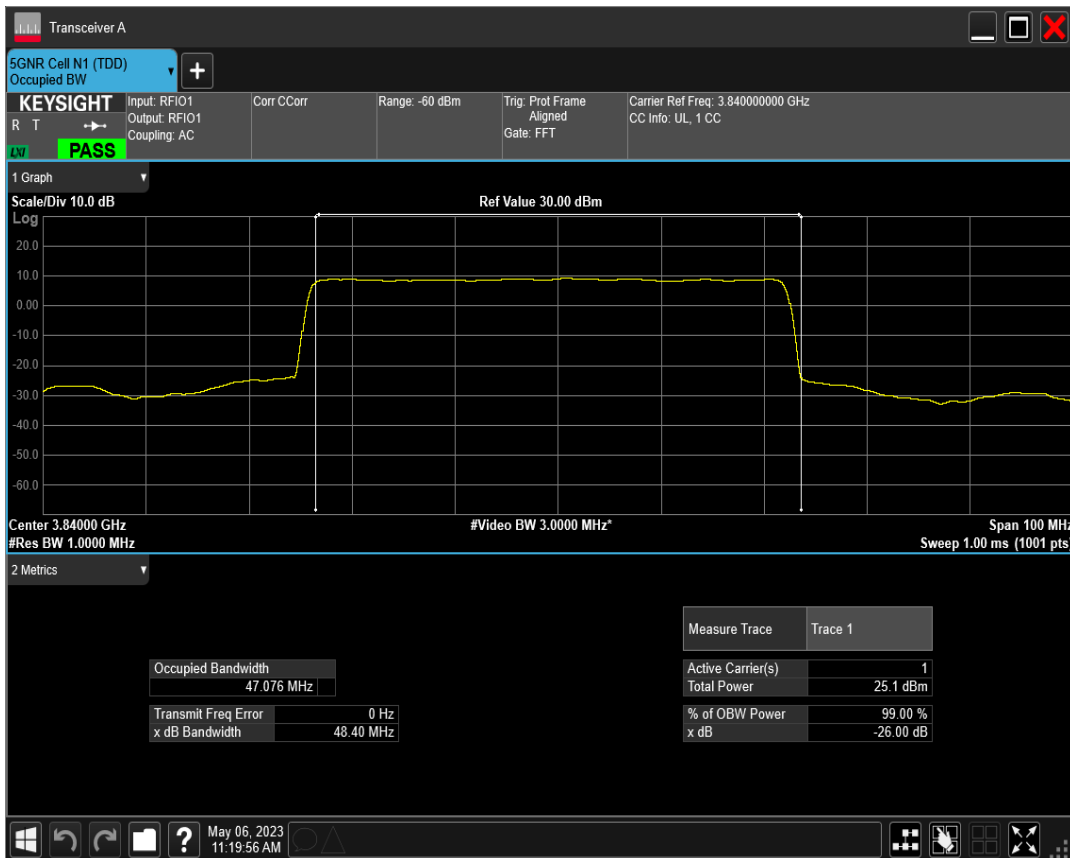 Transceiver A
5GNR Cell N1 (TDD)
Occupied BW
+
KEYSIGHT
R T
LXI
PASS
Input: RFIO1
Output: RFIO1
Coupling: AC
Corr CCorr
Range: -60 dBm
Trig: Prot Frame
Aligned
Gate: FFT
Carrier Ref Freq: 3.840000000 GHz
CC Info: UL, 1 CC
1 Graph
Scale/Div 10.0 dB
Ref Value 30.00 dBm
Log
20.0
10.0
0.00
-10.0
-20.0
-30.0
-40.0
-50.0
-60.0
Center 3.84000 GHz
#Video BW 3.0000 MHz*
Span 100 MHz
#Res BW 1.0000 MHz
Sweep 1.00 ms (1001 pts)
2 Metrics
Measure Trace Trace 1
Occupied Bandwidth
47.076 MHz
Active Carrier(s) 1
Total Power 25.1 dBm
Transmit Freq Error 0 Hz
x dB Bandwidth 48.40 MHz
% of OBW Power 99.00 %
x dB -26.00 dB
?
May 06, 2023
11:19:56 AM